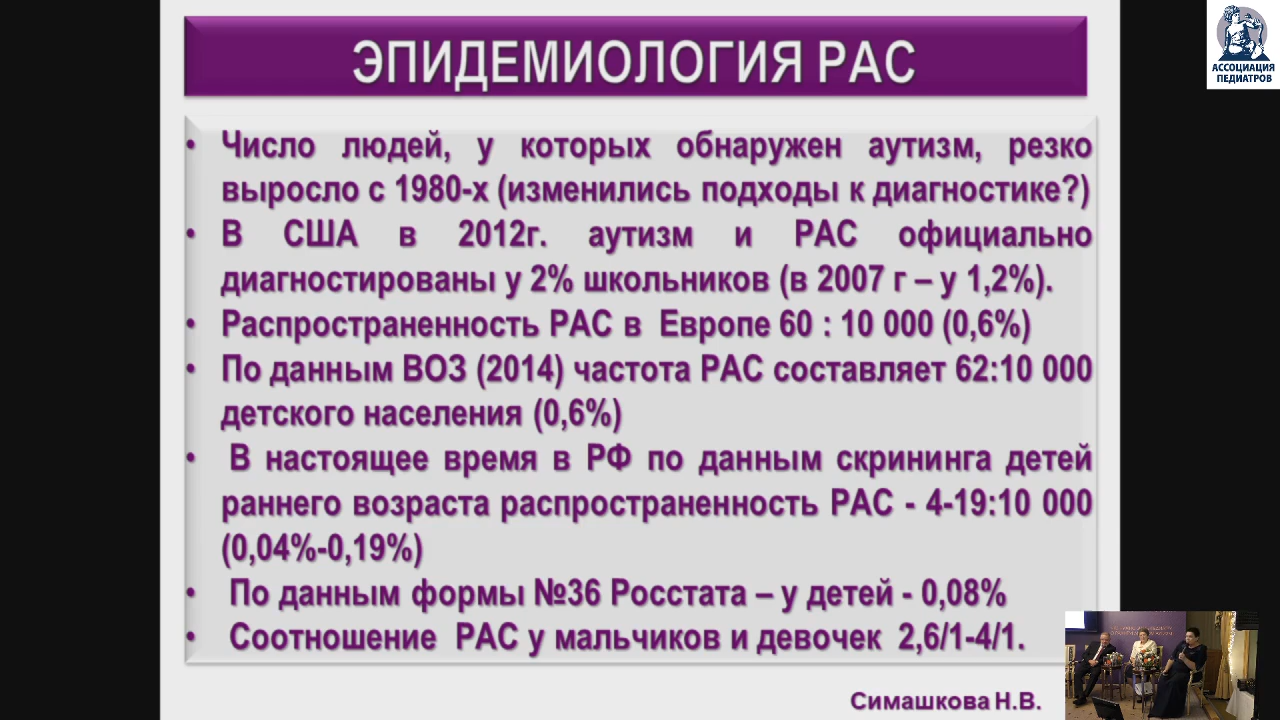 ЭПИДЕМИОЛОГИЯ РАС
АССОЦИАЦИЯ
ПЕДИАТРОВ
• Число людей, у которых обнаружен аутизм, резко
выросло с 1980-х (изменились подходы к диагностике?)
• В США в 2012г. аутизм и РАС официально
диагностированы у 2% школьников (в 2007 г – у 1,2%).
• Распространенность РАС в Европе 60 : 10 000 (0,6%)
• По данным ВОЗ (2014) частота РАС составляет 62:10 000
детского населения (0,6%)
• В настоящее время в РФ по данным скрининга детей
раннего возраста распространенность РАС - 4-19:10 000
(0,04%-0,19%)
• По данным формы №36 Росстата – у детей - 0,08%
• Соотношение РАС у мальчиков и девочек 2,6/1-4/1.
Симашкова Н.В.